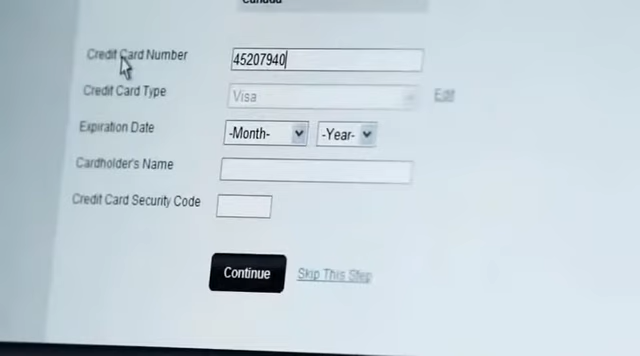 Canada
Credit Card Number 45207940
Credit Card Type Visa Edit
Expiration Date -Month- -Year-
Cardholder's Name
Credit Card Security Code
Continue Skip This Step